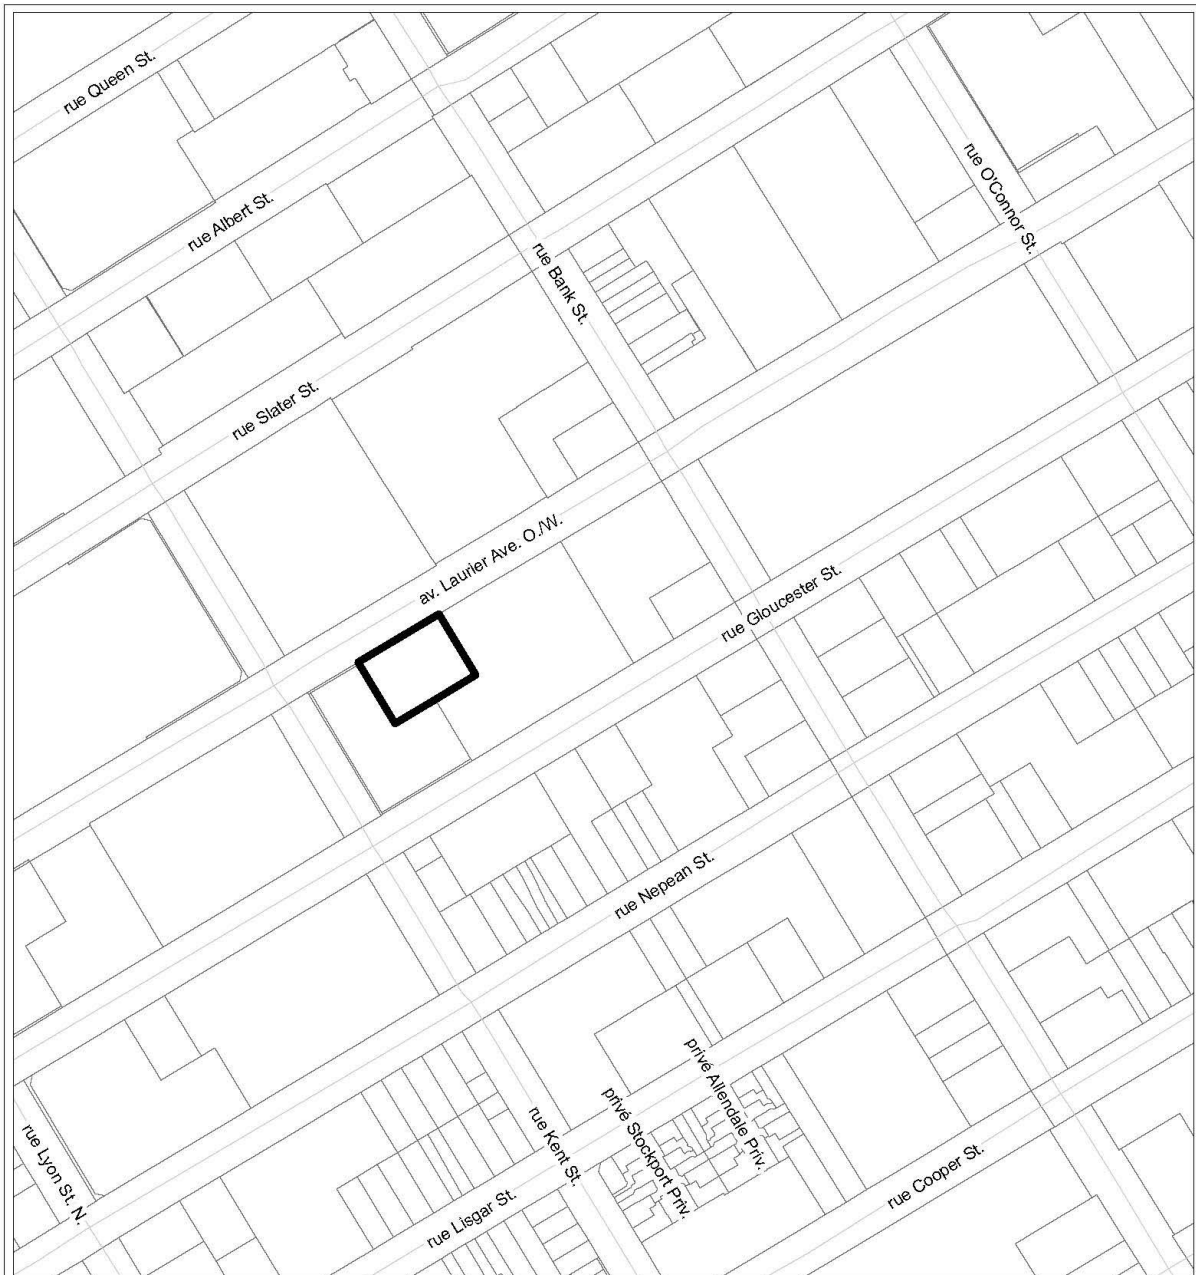 rue Queen St.
rue Albert St.
rue O'Connor St.
rue Bank St.
rue Slater St.
av. Laurier Ave. O./W.
rue Gloucester St.
rue Nepean St.
privé Allendale Priv.
privé Stockport Priv.
rue Kent St.
rue Lyon St. N.
rue Cooper St.
rue Lisgar St.